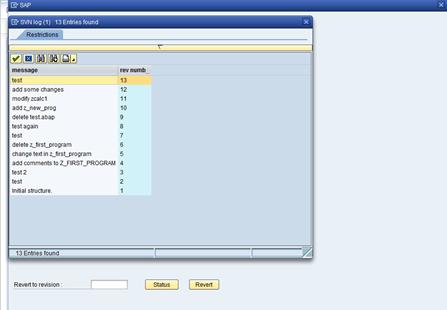 SAP
SVN log (1) 13 Entries found
Restrictions
message rev numb
test 13
add some changes 12
modify zcalc1 11
add z_new_prog 10
delete test.abap 9
test again 8
test 7
delete z_first_program 6
change text in z_first_program 5
add comments to Z_FIRST_PROGRAM 4
test 2 3
test 2
Initial structure. 1
13 Entries found
Revert to revision : Status Revert